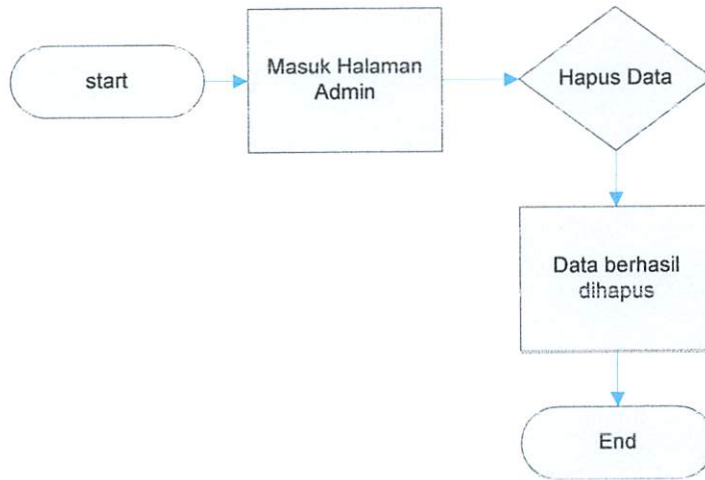 start
Masuk Halaman
Admin
Hapus Data
Data berhasil
dihapus
End